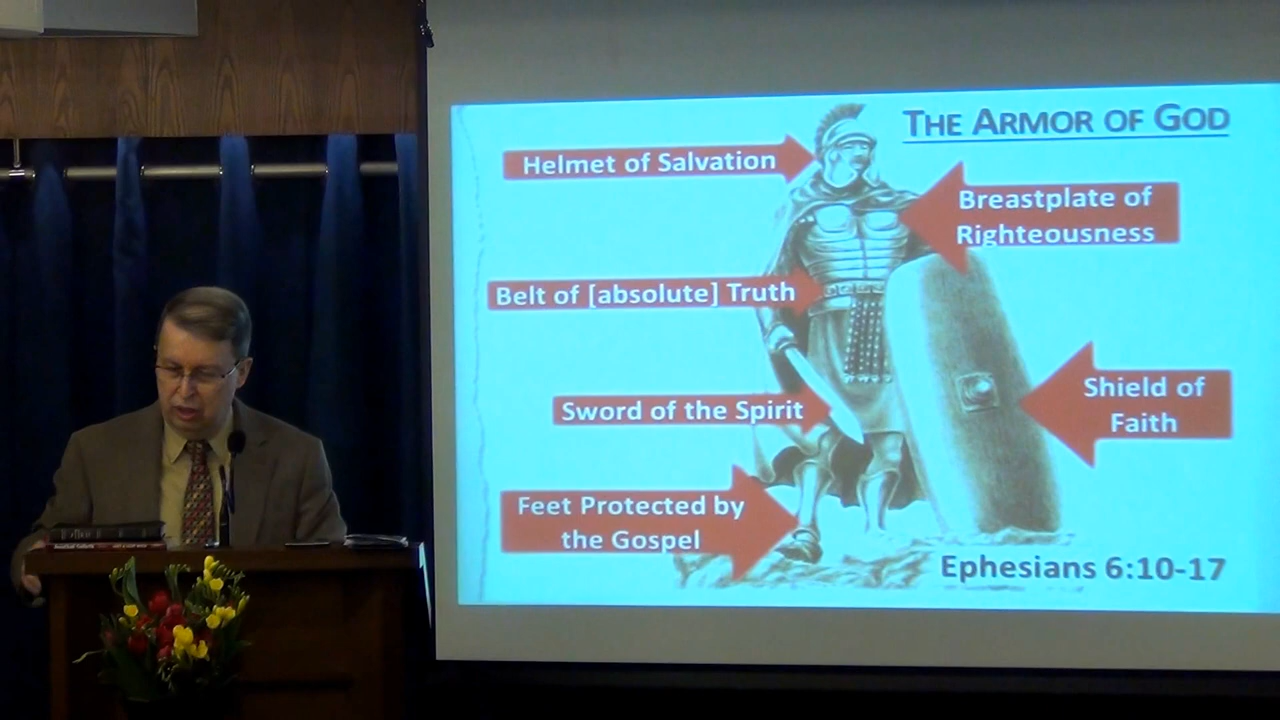 THE ARMOR OF GOD
Helmet of Salvation
Breastplate of
Righteousness
Belt of [absolute] Truth
Sword of the Spirit
Shield of
Faith
Feet Protected by
the Gospel
Ephesians 6:10-17